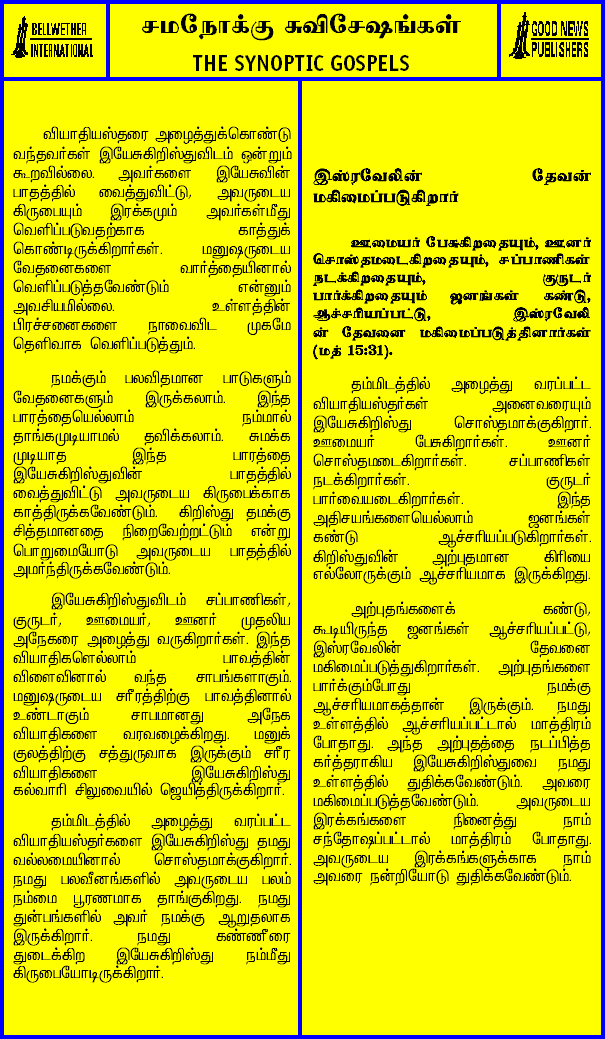 BELLWETHER
INTERNATIONAL
சமநோக்கு சுவிசேஷங்கள்
THE SYNOPTIC GOSPELS
GOOD NEWS
PUBLISHERS
வியாதியஸ்தரை அழைத்துக்கொண்டு
வந்தவர்கள் இயேசுகிறிஸ்துவிடம் ஒன்றும்
கூறவில்லை. அவர்களை இயேசுவின்
பாதத்தில் வைத்துவிட்டு, அவருடைய
கிருபையும் இரக்கமும் அவர்கள்மீது
வெளிப்படுவதற்காக காத்துக்
கொண்டிருக்கிறார்கள். மனுஷருடைய
வேதனைகளை வார்த்தையினால்
வெளிப்படுத்தவேண்டும் என்னும்
அவசியமில்லை. உள்ளத்தின்
பிரச்சனைகளை நாவைவிட முகமே
தெளிவாக வெளிப்படுத்தும்.
நமக்கும் பலவிதமான பாடுகளும்
வேதனைகளும் இருக்கலாம். இந்த
பாரத்தையெல்லாம் நம்மால்
தாங்கமுடியாமல் தவிக்கலாம். சுமக்க
முடியாத இந்த பாரத்தை
இயேசுகிறிஸ்துவின் பாதத்தில்
வைத்துவிட்டு அவருடைய கிருபைக்காக
காத்திருக்கவேண்டும். கிறிஸ்து தமக்கு
சித்தமானதை நிறைவேற்றட்டும் என்று
பொறுமையோடு அவருடைய பாதத்தில்
அமர்ந்திருக்கவேண்டும்.
இயேசுகிறிஸ்துவிடம் சப்பாணிகள்,
குருடர், ஊமையர், ஊனர் முதலிய
அநேகரை அழைத்து வருகிறார்கள். இந்த
வியாதிகளெல்லாம் பாவத்தின்
விளைவினால் வந்த சாபங்களாகும்.
மனுஷருடைய சரீரத்திற்கு பாவத்தினால்
உண்டாகும் சாபமானது அநேக
வியாதிகளை வரவழைக்கிறது. மனுக்
குலத்திற்கு சத்துருவாக இருக்கும் சரீர
வியாதிகளை இயேசுகிறிஸ்து
கல்வாரி சிலுவையில் ஜெயித்திருக்கிறார்.
தம்மிடத்தில் அழைத்து வரப்பட்ட
வியாதியஸ்தர்களை இயேசுகிறிஸ்து தமது
வல்லமையினால் சொஸ்தமாக்குகிறார்.
நமது பலவீனங்களில் அவருடைய பலம்
நம்மை பூரணமாக தாங்குகிறது. நமது
துன்பங்களில் அவர் நமக்கு ஆறுதலாக
இருக்கிறார். நமது கண்ணீரை
துடைக்கிற இயேசுகிறிஸ்து நம்மீது
கிருபையோடிருக்கிறார்.
இஸ்ரவேலின் தேவன்
மகிமைப்படுகிறார்
ஊமையர் பேசுகிறதையும், ஊனர்
சொஸ்தமடைகிறதையும், சப்பாணிகள்
நடக்கிறதையும், குருடர்
பார்க்கிறதையும் ஜனங்கள் கண்டு,
ஆச்சரியப்பட்டு, இஸ்ரவேலி
ன் தேவனை மகிமைப்படுத்தினார்கள்
(மத் 15:31).
தம்மிடத்தில் அழைத்து வரப்பட்ட
வியாதியஸ்தர்கள் அனைவரையும்
இயேசுகிறிஸ்து சொஸ்தமாக்குகிறார்.
ஊமையர் பேசுகிறார்கள். ஊனர்
சொஸ்தமடைகிறார்கள். சப்பாணிகள்
நடக்கிறார்கள். குருடர்
பார்வையடைகிறார்கள். இந்த
அதிசயங்களையெல்லாம் ஜனங்கள்
கண்டு ஆச்சரியப்படுகிறார்கள்.
கிறிஸ்துவின் அற்புதமான கிரியை
எல்லோருக்கும் ஆச்சரியமாக இருக்கிறது.
அற்புதங்களைக் கண்டு,
கூடியிருந்த ஜனங்கள் ஆச்சரியப்பட்டு,
இஸ்ரவேலின் தேவனை
மகிமைப்படுத்துகிறார்கள். அற்புதங்களை
பார்க்கும்போது நமக்கு
ஆச்சரியமாகத்தான் இருக்கும். நமது
உள்ளத்தில் ஆச்சரியப்பட்டால் மாத்திரம்
போதாது. அந்த அற்புதத்தை நடப்பித்த
கர்த்தராகிய இயேசுகிறிஸ்துவை நமது
உள்ளத்தில் துதிக்கவேண்டும். அவரை
மகிமைப்படுத்தவேண்டும். அவருடைய
இரக்கங்களை நினைத்து நாம்
சந்தோஷப்பட்டால் மாத்திரம் போதாது.
அவருடைய இரக்கங்களுக்காக நாம்
அவரை நன்றியோடு துதிக்கவேண்டும்.